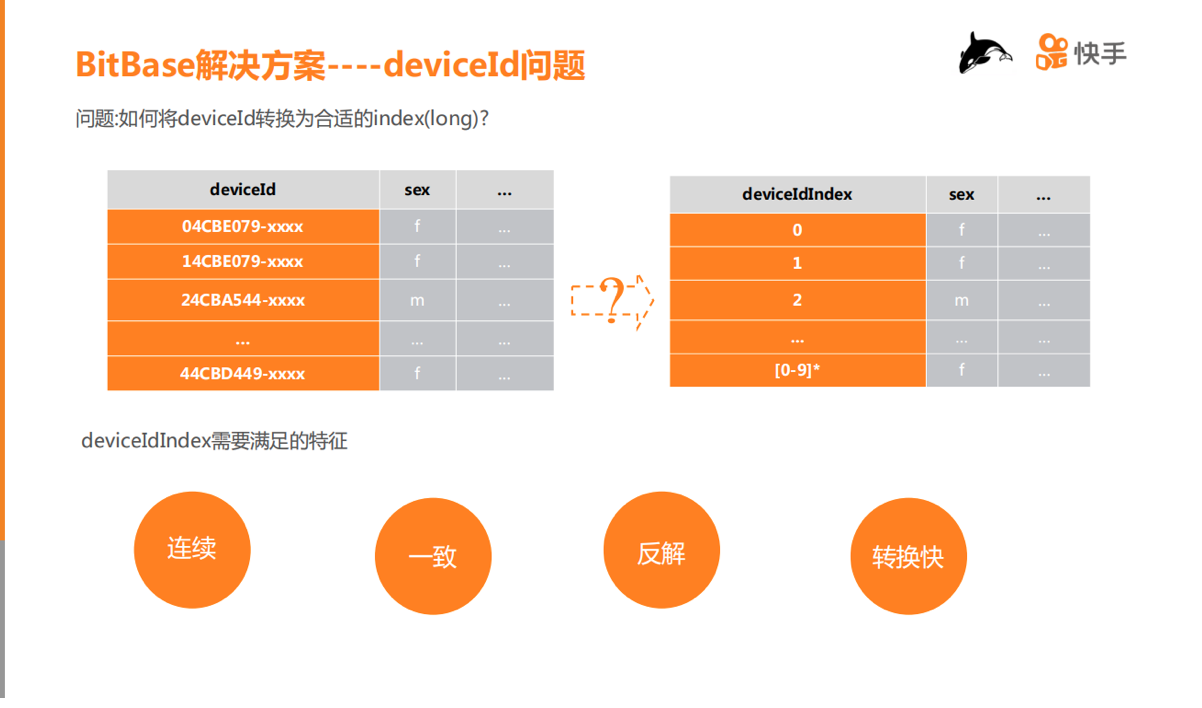 BitBase解决方案----deviceId问题
快手
问题:如何将deviceId转换为合适的index(long)?
deviceId sex ...
04CBE079-xxxx f ...
14CBE079-xxxx f ...
24CBA544-xxxx m ...
... ... ...
44CBD449-xxxx f ...
?
deviceIdIndex sex ...
0 f ...
1 f ...
2 m ...
... ... ...
[0-9]* f ...
deviceIdIndex需要满足的特征
连续
一致
反解
转换快